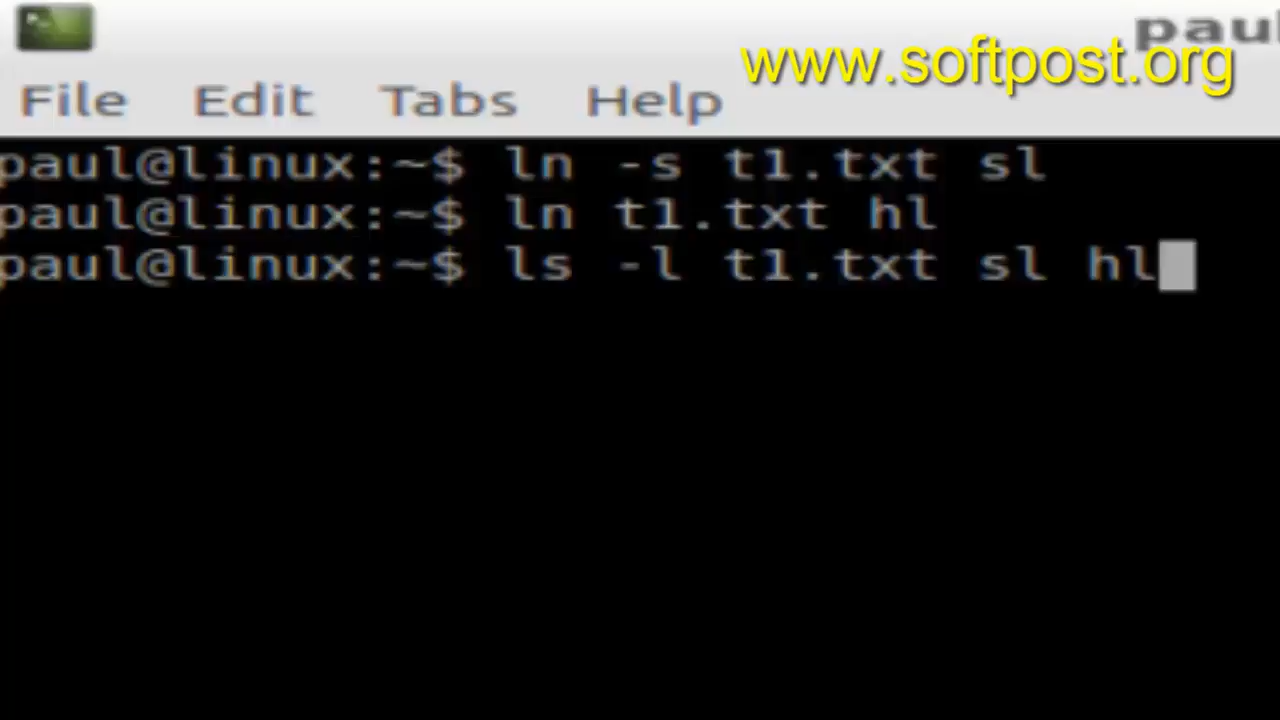 pau
www.softpost.org
File Edit Tabs Help
paul@linux:~$ ln -s t1.txt sl
paul@linux:~$ ln t1.txt hl
paul@linux:~$ ls -l t1.txt sl hl